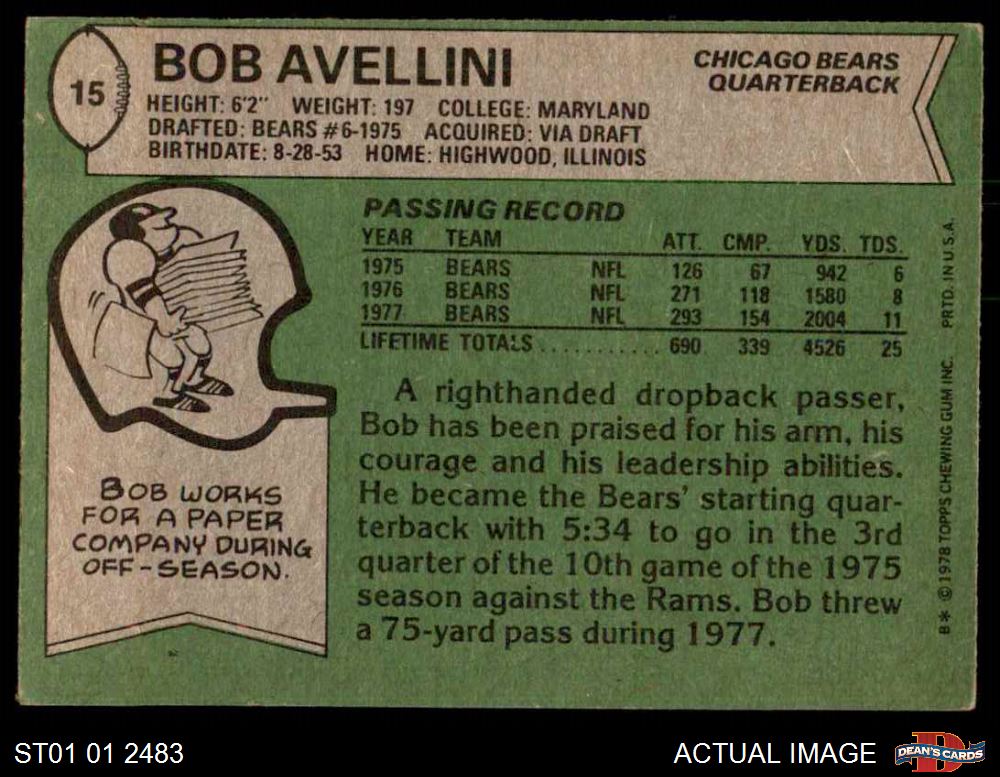 15
BOB AVELLINI
CHICAGO BEARS
QUARTERBACK
HEIGHT: 6'2" WEIGHT: 197 COLLEGE: MARYLAND
DRAFTED: BEARS #6-1975 ACQUIRED: VIA DRAFT
BIRTHDATE: 8-28-53 HOME: HIGHWOOD, ILLINOIS
PASSING RECORD
YEAR TEAM ATT. CMP. YDS. TDS.
1975 BEARS NFL 126 67 942 6
1976 BEARS NFL 271 118 1580 8
1977 BEARS NFL 293 154 2004 11
LIFETIME TOTALS........... 690 339 4526 25
A righthanded dropback passer,
Bob has been praised for his arm, his
courage and his leadership abilities.
He became the Bears' starting quar-
terback with 5:34 to go in the 3rd
quarter of the 10th game of the 1975
season against the Rams. Bob threw
a 75-yard pass during 1977.
BOB WORKS
FOR A PAPER
COMPANY DURING
OFF-SEASON.
B* © 1978 TOPPS CHEWING GUM INC. PRTD. IN U.S.A.
ST01 01 2483
ACTUAL IMAGE
DEAN'S CARDS